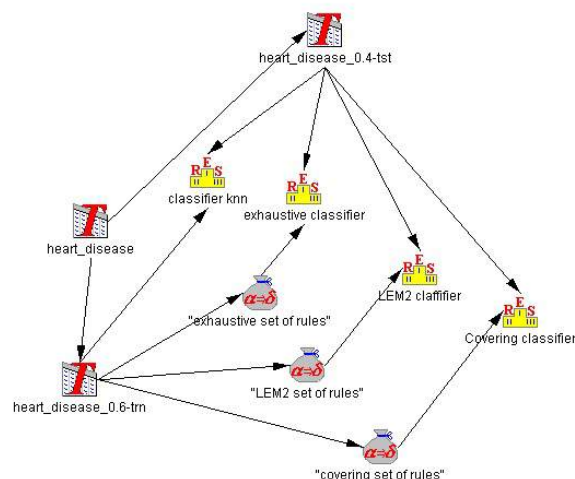 T
heart_disease_0.4-tst
R E S
classifier knn
R E S
exhaustive classifier
T
heart_disease
R E S
LEM2 claffifier
α⇒δ
"exhaustive set of rules"
R E S
Covering classifier
T
heart_disease_0.6-trn
α⇒δ
"LEM2 set of rules"
α⇒δ
"covering set of rules"